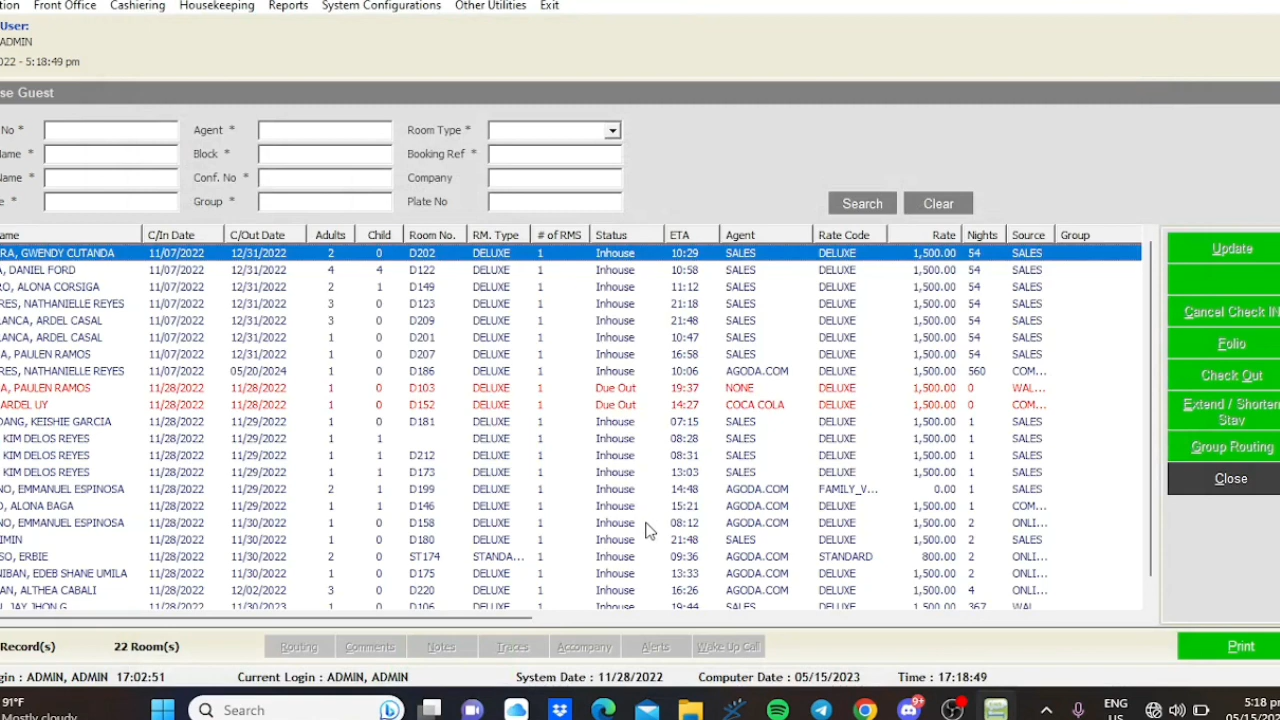 tion Front Office Cashiering Housekeeping Reports System Configurations Other Utilities Exit
User:
ADMIN
022 - 5:18:49 pm
se Guest
No * Agent * Room Type *
ame * Block * Booking Ref *
ame * Conf. No * Company
e * Group * Plate No
Search Clear
ame C/In Date C/Out Date Adults Child Room No. RM. Type # of RMS Status ETA Agent Rate Code Rate Nights Source Group
RA, GWENDY CUTANDA 11/07/2022 12/31/2022 2 0 D202 DELUXE 1 Inhouse 10:29 SALES DELUXE 1,500.00 54 SALES
A, DANIEL FORD 11/07/2022 12/31/2022 4 4 D122 DELUXE 1 Inhouse 10:58 SALES DELUXE 1,500.00 54 SALES
RO, ALONA CORSIGA 11/07/2022 12/31/2022 2 1 D149 DELUXE 1 Inhouse 11:12 SALES DELUXE 1,500.00 54 SALES
RES, NATHANIELLE REYES 11/07/2022 12/31/2022 3 0 D123 DELUXE 1 Inhouse 21:18 SALES DELUXE 1,500.00 54 SALES
RANCA, ARDEL CASAL 11/07/2022 12/31/2022 3 0 D209 DELUXE 1 Inhouse 21:48 SALES DELUXE 1,500.00 54 SALES
RANCA, ARDEL CASAL 11/07/2022 12/31/2022 1 0 D201 DELUXE 1 Inhouse 10:47 SALES DELUXE 1,500.00 54 SALES
A, PAULEN RAMOS 11/07/2022 12/31/2022 1 0 D207 DELUXE 1 Inhouse 16:58 SALES DELUXE 1,500.00 54 SALES
RES, NATHANIELLE REYES 11/07/2022 05/20/2024 1 0 D186 DELUXE 1 Inhouse 10:06 AGODA.COM DELUXE 1,500.00 560 COM...
A, PAULEN RAMOS 11/28/2022 11/28/2022 1 0 D103 DELUXE 1 Due Out 19:37 NONE DELUXE 1,500.00 0 WAL...
ARDEL UY 11/28/2022 11/28/2022 1 0 D152 DELUXE 1 Due Out 14:27 COCA COLA DELUXE 1,500.00 0 COM...
DANG, KEISHIE GARCIA 11/28/2022 11/29/2022 1 0 D181 DELUXE 1 Inhouse 07:15 SALES DELUXE 1,500.00 1 SALES
KIM DELOS REYES 11/28/2022 11/29/2022 1 1 DELUXE 1 Inhouse 08:28 SALES DELUXE 1,500.00 1 SALES
KIM DELOS REYES 11/28/2022 11/29/2022 1 1 D212 DELUXE 1 Inhouse 08:31 SALES DELUXE 1,500.00 1 SALES
KIM DELOS REYES 11/28/2022 11/29/2022 1 1 D173 DELUXE 1 Inhouse 13:03 SALES DELUXE 1,500.00 1 SALES
NO, EMMANUEL ESPINOSA 11/28/2022 11/29/2022 2 1 D199 DELUXE 1 Inhouse 14:48 AGODA.COM FAMILY_V... 0.00 1 SALES
O, ALONA BAGA 11/28/2022 11/29/2022 1 1 D146 DELUXE 1 Inhouse 15:21 AGODA.COM DELUXE 1,500.00 1 COM...
NO, EMMANUEL ESPINOSA 11/28/2022 11/30/2022 1 0 D158 DELUXE 1 Inhouse 08:12 AGODA.COM DELUXE 1,500.00 2 ONLI...
IMIN 11/28/2022 11/30/2022 1 0 D180 DELUXE 1 Inhouse 21:48 AGODA.COM DELUXE 1,500.00 2 SALES
SO, ERBIE 11/28/2022 11/30/2022 2 0 ST174 STANDA... 1 Inhouse 09:36 AGODA.COM STANDARD 800.00 2 ONLI...
NIBAN, EDEB SHANE UMILA 11/28/2022 11/30/2022 1 0 D175 DELUXE 1 Inhouse 13:33 AGODA.COM DELUXE 1,500.00 2 ONLI...
AN, ALTHEA CABALI 11/28/2022 12/02/2022 3 0 D220 DELUXE 1 Inhouse 16:26 AGODA.COM DELUXE 1,500.00 4 ONLI...
JAY JHON G 11/28/2022 11/30/2023 1 0 D106 DELUXE 1 Inhouse 19:44 SALES DELUXE 1,500.00 367 WAL
Update
Cancel Check IN
Folio
Check Out
Extend / Shorten
Stay
Group Routing
Close
Record(s) 22 Room(s) Routing Comments Notes Traces Accompany Alerts Wake Up Call Print
gin : ADMIN, ADMIN 17:02:51 Current Login : ADMIN, ADMIN System Date : 11/28/2022 Computer Date : 05/15/2023 Time : 17:18:49
91°F
Mostly cloudy
Search
9+
ENG
US
5:18 pm
05/15/20